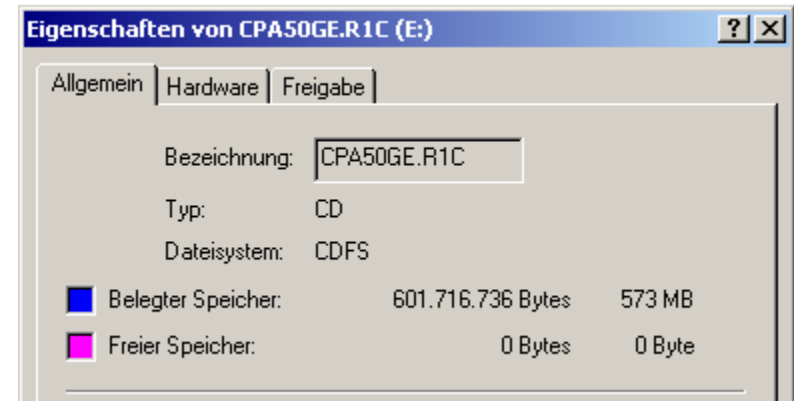 Eigenschaften von CPA50GE.R1C (E:)
Allgemein Hardware Freigabe
Bezeichnung: CPA50GE.R1C
Typ: CD
Dateisystem: CDFS
Belegter Speicher: 601.716.736 Bytes 573 MB
Freier Speicher: 0 Bytes 0 Byte